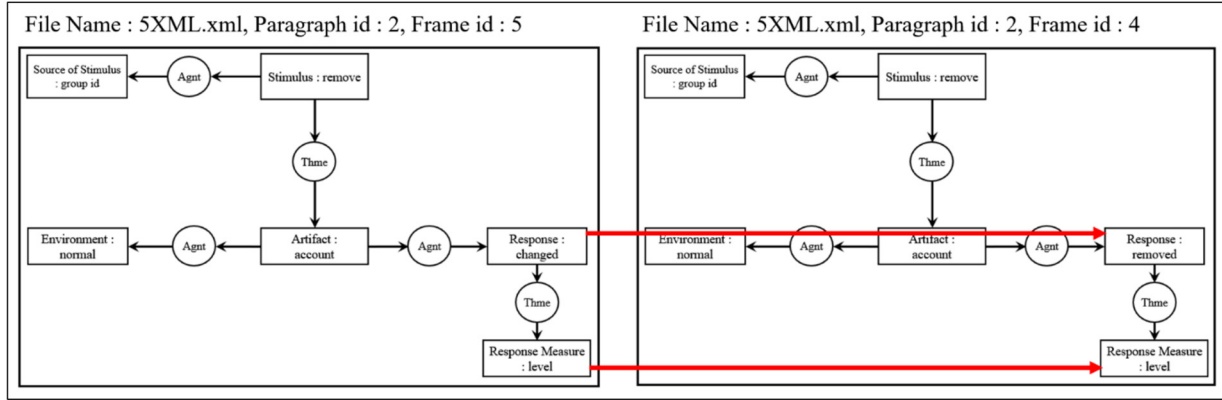 File Name : 5XML.xml, Paragraph id : 2, Frame id : 5
Source of Stimulus
: group id
Agnt
Stimulus : remove
Thme
Environment :
normal
Agnt
Artifact :
account
Agnt
Response :
changed
Thme
Response Measure
: level
File Name : 5XML.xml, Paragraph id : 2, Frame id : 4
Source of Stimulus
: group id
Agnt
Stimulus : remove
Thme
Environment :
normal
Agnt
Artifact :
account
Agnt
Response :
removed
Thme
Response Measure
: level